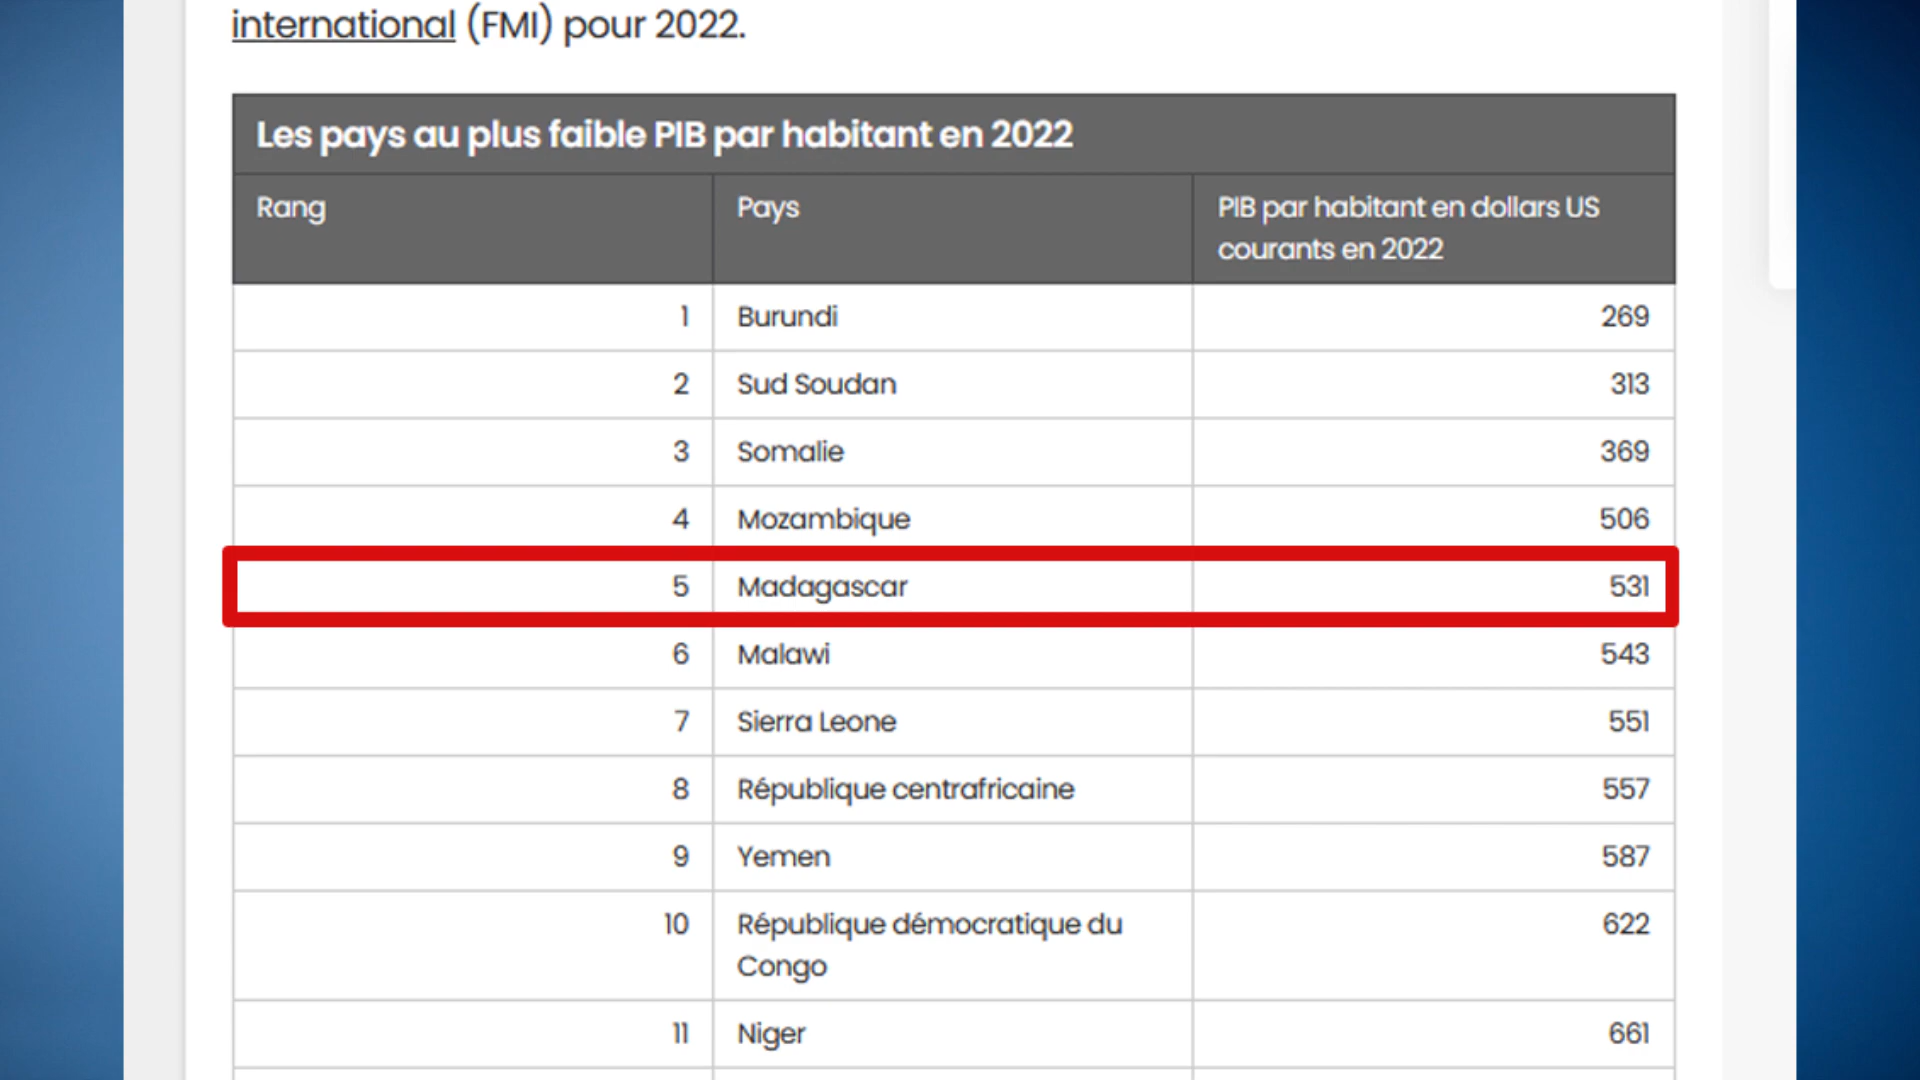 international (FMI) pour 2022.
Les pays au plus faible PIB par habitant en 2022
Rang Pays PIB par habitant en dollars US
courants en 2022
1 Burundi 269
2 Sud Soudan 313
3 Somalie 369
4 Mozambique 506
5 Madagascar 531
6 Malawi 543
7 Sierra Leone 551
8 République centrafricaine 557
9 Yemen 587
10 République démocratique du 622
Congo
11 Niger 661